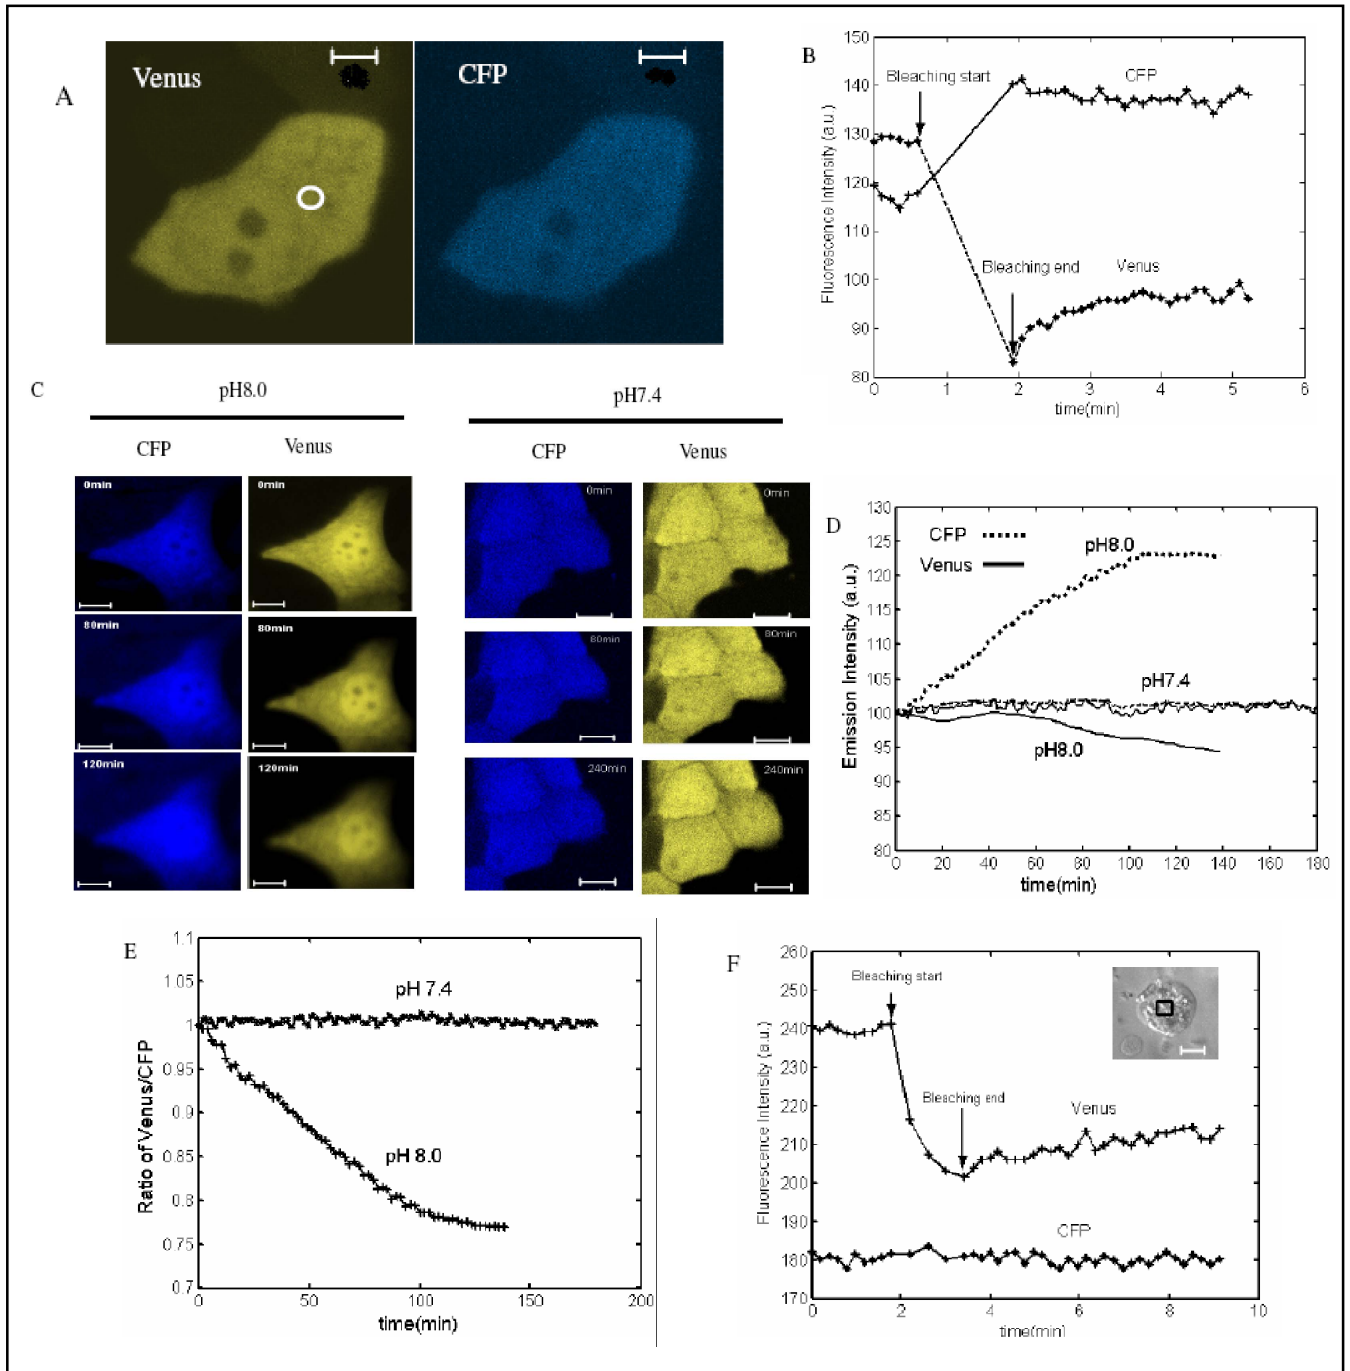 A
Venus
CFP
B
150
140
130
120
110
100
90
80
Fluorescence Intensity (a.u.)
Bleaching start
CFP
Bleaching end
Venus
0
1
2
3
4
5
6
time(min)
C
pH8.0
CFP
Venus
0min
0min
80min
80min
120min
120min
pH7.4
CFP
Venus
0min
0min
80min
80min
240min
240min
D
130
125
120
115
110
105
100
95
90
85
80
Emission Intensity (a.u.)
CFP
Venus
pH8.0
pH7.4
pH8.0
0
20
40
60
80
100
120
140
160
180
time(min)
E
1.1
1.05
1
0.95
0.9
0.85
0.8
0.75
0.7
Ratio of Venus/CFP
pH 7.4
pH 8.0
0
50
100
150
200
time(min)
F
260
250
240
230
220
210
200
190
180
170
Fluorescence Intensity (a.u.)
Bleaching start
Bleaching end
Venus
CFP
0
2
4
6
8
10
time(min)